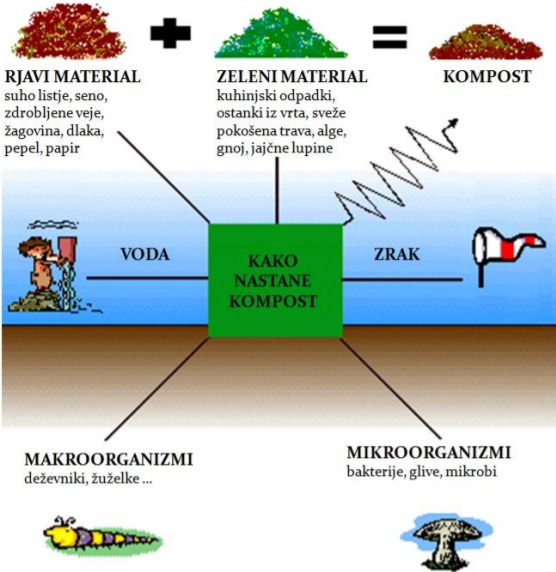 RJAVI MATERIAL
suho listje, seno,
zdrobljene veje,
žagovina, dlaka,
pepel, papir
ZELENI MATERIAL
kuhinjski odpadki,
ostanki iz vrta, sveže
pokošena trava, alge,
gnoj, jajčne lupine
KOMPOST
VODA
KAKO
NASTANE
KOMPOST
ZRAK
MAKROORGANIZMI
deževniki, žuželke ...
MIKROORGANIZMI
bakterije, glive, mikrobi